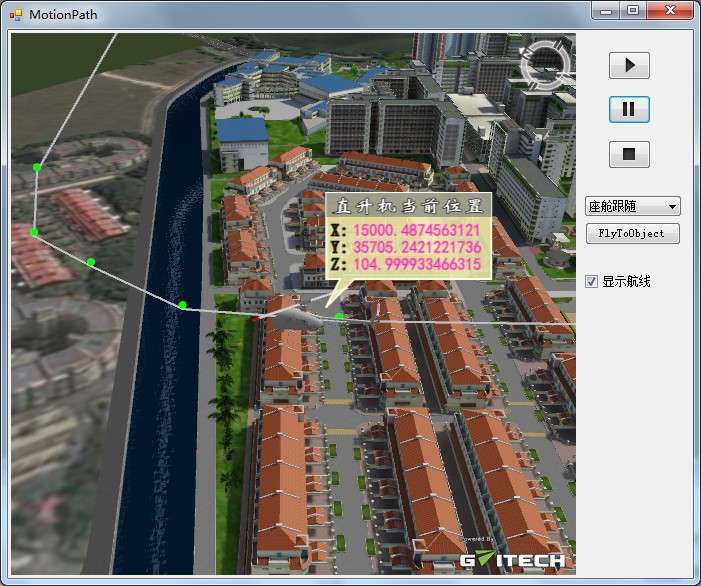 MotionPath
直升机当前位置
X: 15000.4874563121
Y: 35705.2421221736
Z: 104.999933466315
座舱跟随
FlyToObject
显示航线
Powered By
GVITECH